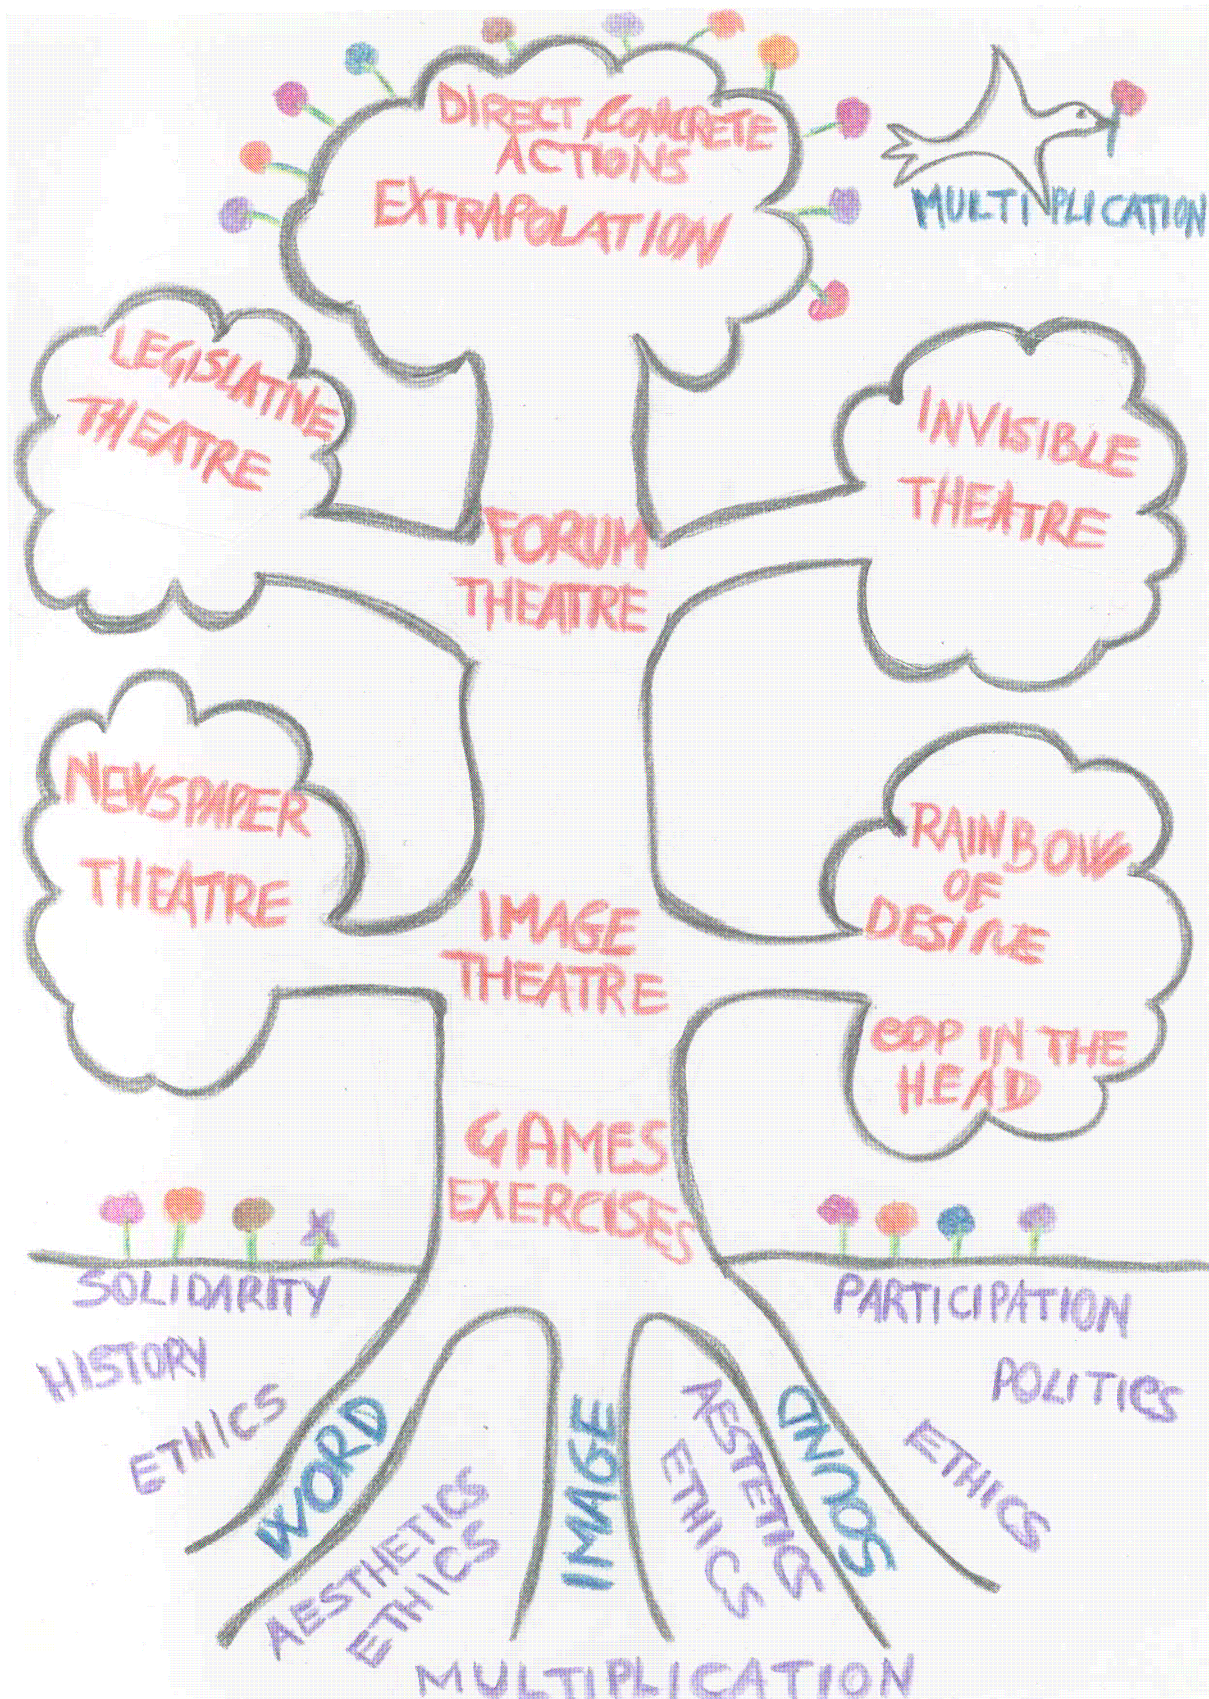 DIRECT, CONCRETE
ACTIONS
EXTRAPOLATION
MULTIPLICATION
LEGISLATIVE
THEATRE
INVISIBLE
THEATRE
FORUM
THEATRE
NEWSPAPER
THEATRE
RAINBOW
OF
DESIRE
COP IN THE
HEAD
IMAGE
THEATRE
GAMES
EXERCISES
SOLIDARITY
PARTICIPATION
HISTORY
POLITICS
ETHICS
ETHICS
WORD
IMAGE
SOUND
AESTHETICS
ETHICS
AESTETICS
ETHICS
MULTIPLICATION